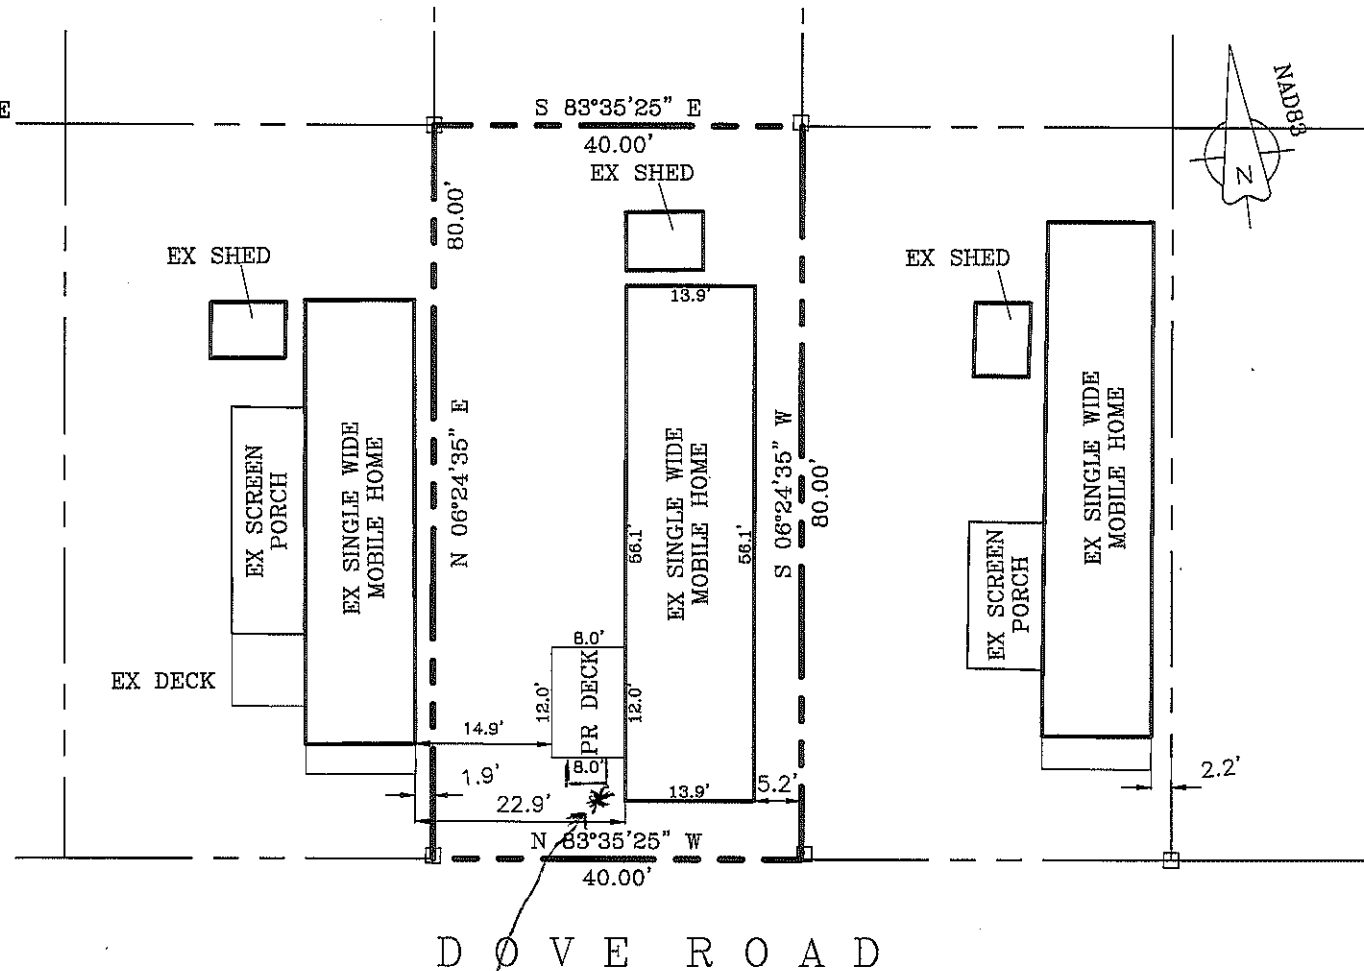 E
S 83°35'25" E
40.00'
NAD83
N
EX SHED
80.00'
EX SHED
EX SHED
13.9'
EX SCREEN
PORCH
EX SINGLE WIDE
MOBILE HOME
N 06°24'35" E
56.1'
EX SINGLE WIDE
MOBILE HOME
56.1'
S 06°24'35" W
80.00'
EX SCREEN
PORCH
EX SINGLE WIDE
MOBILE HOME
EX DECK
8.0'
12.0'
PR DECK
12.0'
14.9'
8.0'
1.9'
22.9'
13.9'
5.2'
2.2'
N 83°35'25" W
40.00'
DOVE ROAD